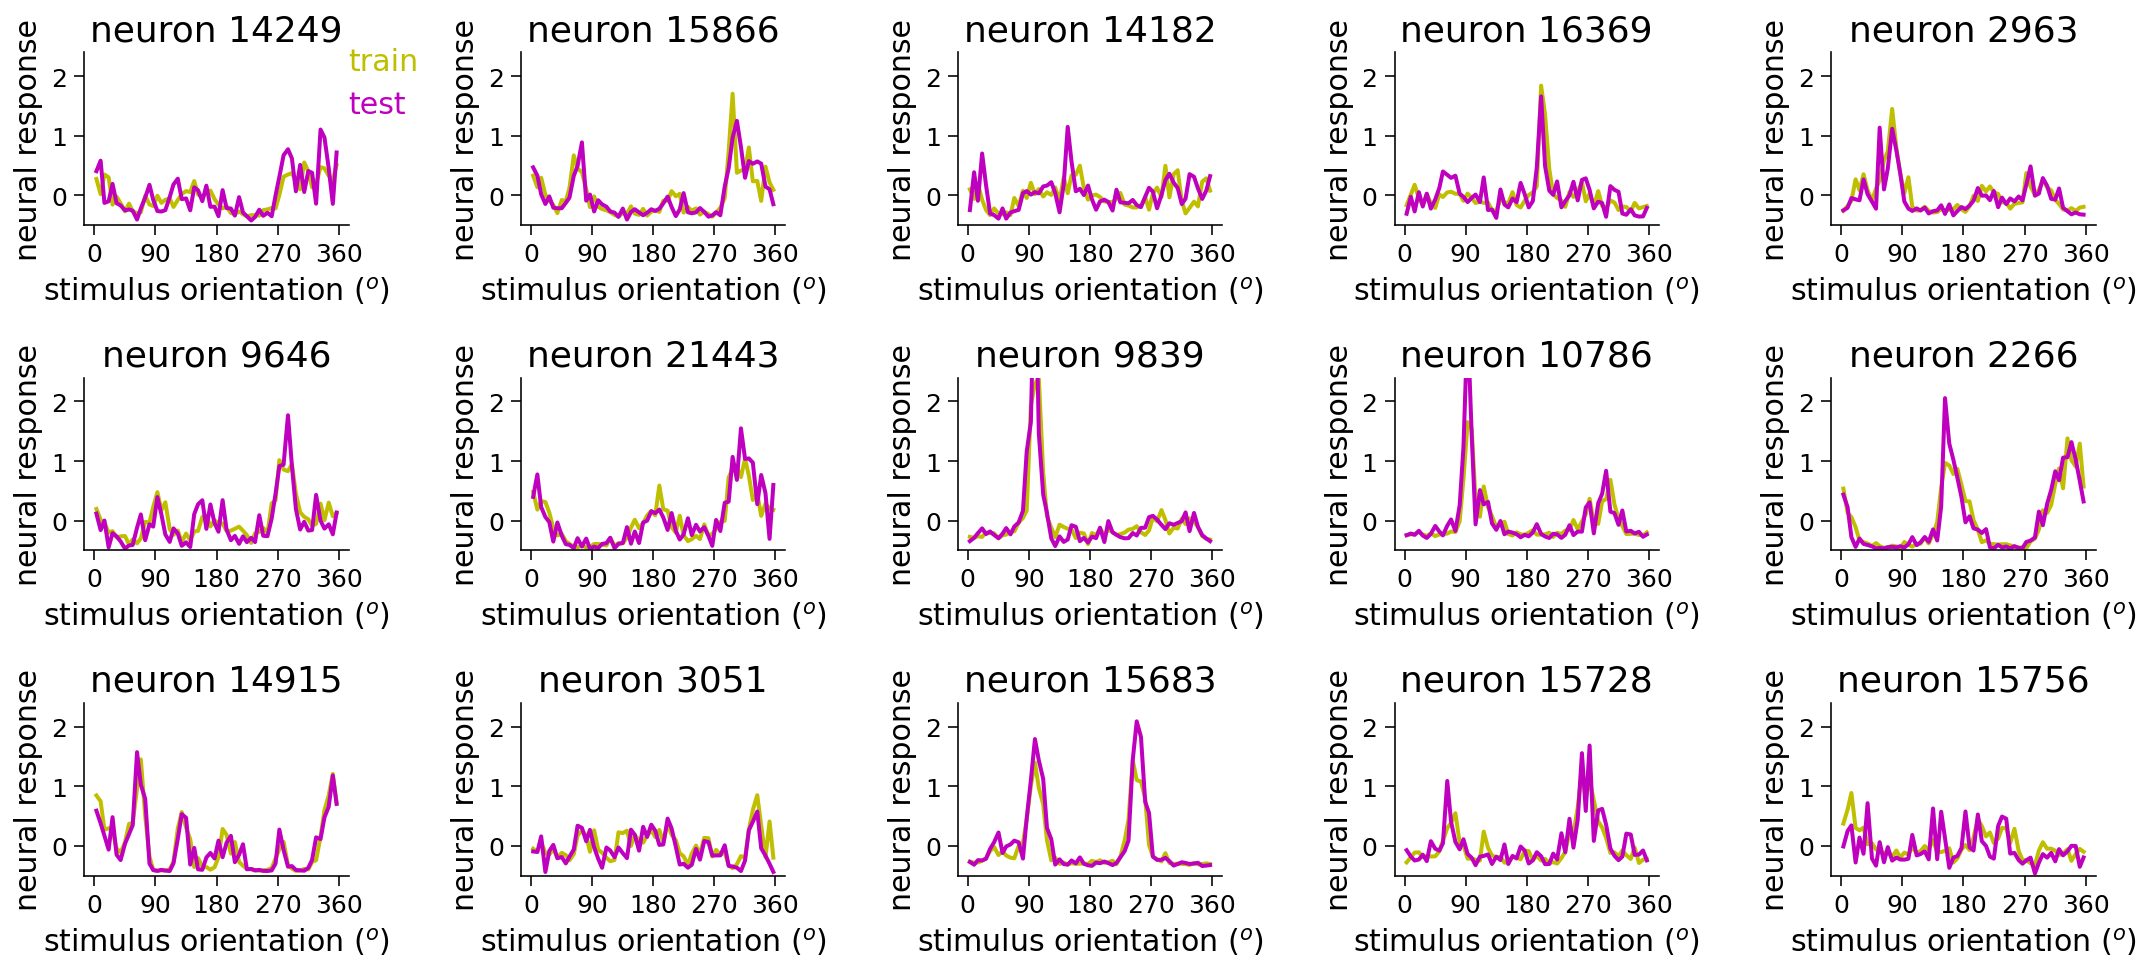 neuron 14249
train
test
neural response
2
1
0
0 90 180 270 360
stimulus orientation (o)
neuron 15866
neural response
2
1
0
0 90 180 270 360
stimulus orientation (o)
neuron 14182
neural response
2
1
0
0 90 180 270 360
stimulus orientation (o)
neuron 16369
neural response
2
1
0
0 90 180 270 360
stimulus orientation (o)
neuron 2963
neural response
2
1
0
0 90 180 270 360
stimulus orientation (o)
neuron 9646
neural response
2
1
0
0 90 180 270 360
stimulus orientation (o)
neuron 21443
neural response
2
1
0
0 90 180 270 360
stimulus orientation (o)
neuron 9839
neural response
2
1
0
0 90 180 270 360
stimulus orientation (o)
neuron 10786
neural response
2
1
0
0 90 180 270 360
stimulus orientation (o)
neuron 2266
neural response
2
1
0
0 90 180 270 360
stimulus orientation (o)
neuron 14915
neural response
2
1
0
0 90 180 270 360
stimulus orientation (o)
neuron 3051
neural response
2
1
0
0 90 180 270 360
stimulus orientation (o)
neuron 15683
neural response
2
1
0
0 90 180 270 360
stimulus orientation (o)
neuron 15728
neural response
2
1
0
0 90 180 270 360
stimulus orientation (o)
neuron 15756
neural response
2
1
0
0 90 180 270 360
stimulus orientation (o)